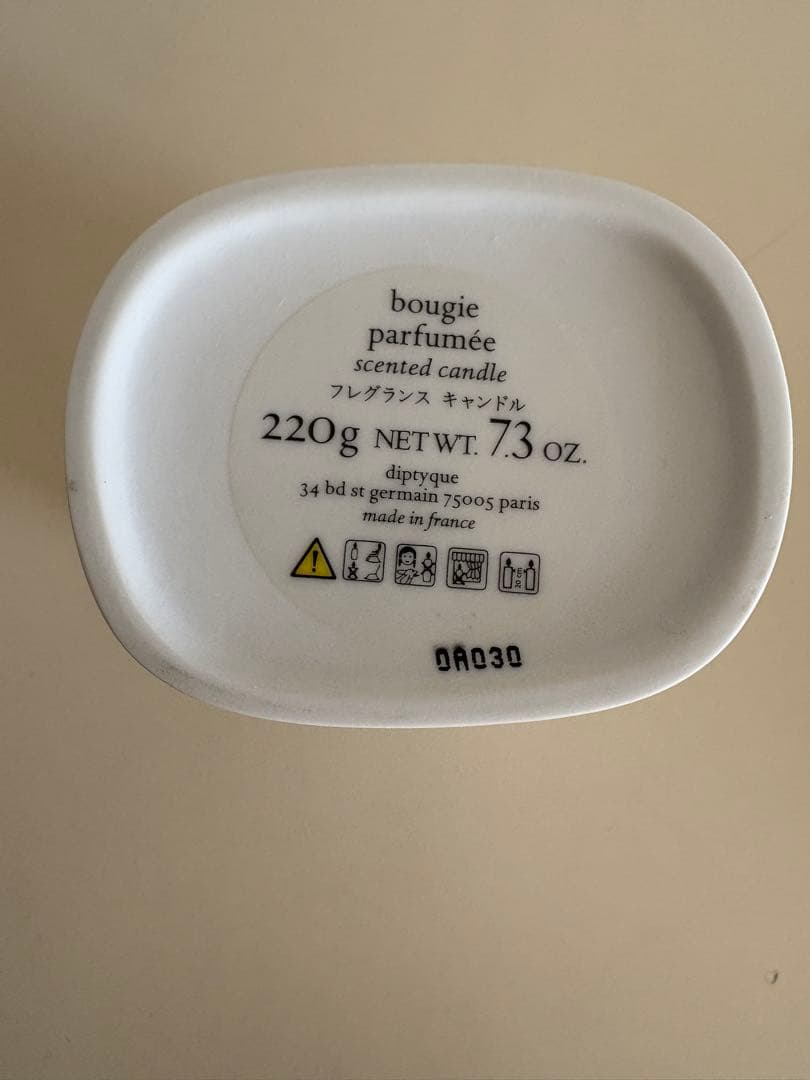 bougie
parfumée
scented candle
フレグランス キャンドル
220g NET WT. 7.3 OZ.
diptyque
34 bd st germain 75005 paris
made in france
0A030